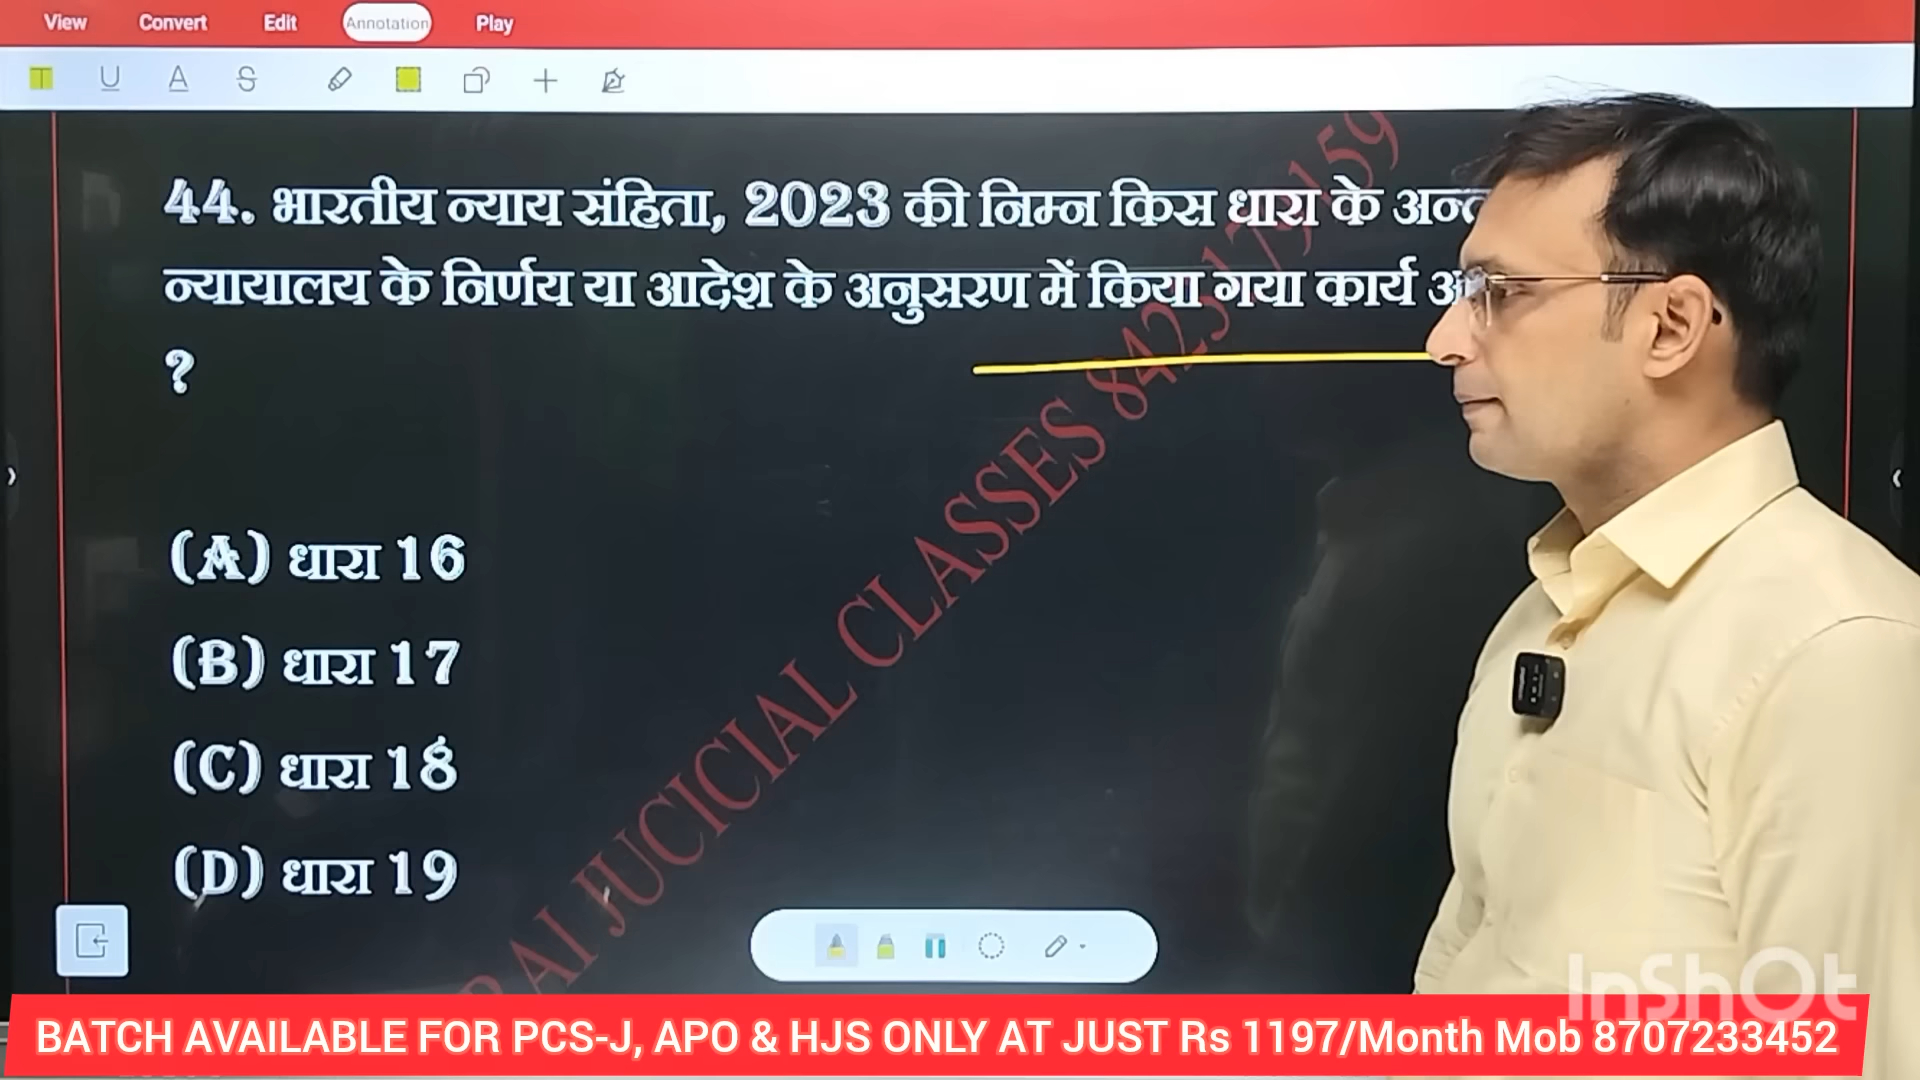 View Convert Edit Annotation Play
44. भारतीय न्याय संहिता, 2023 की निम्न किस धारा के
न्यायालय के निर्णय या आदेश के अनुसरण में किया गया कार्य
?
(A) धारा 16
(B) धारा 17
(C) धारा 18
(D) धारा 19
RAI JUCICIAL CLASSES
InShOt
BATCH AVAILABLE FOR PCS-J, APO & HJS ONLY AT JUST Rs 1197/Month Mob 8707233452